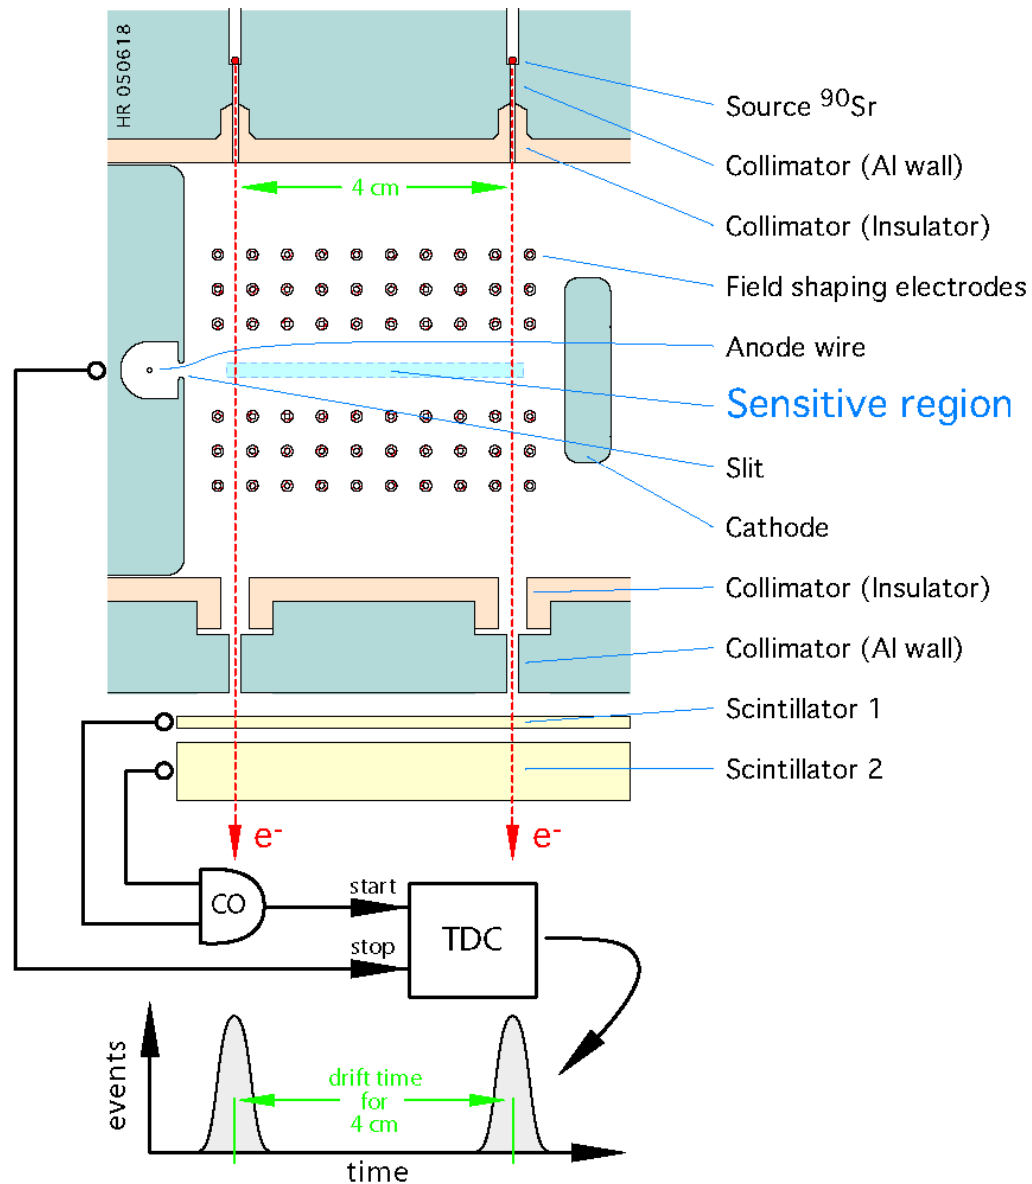 HR 050618
Source ⁹⁰Sr
Collimator (Al wall)
4 cm
Collimator (Insulator)
Field shaping electrodes
Anode wire
Sensitive region
Slit
Cathode
Collimator (Insulator)
Collimator (Al wall)
Scintillator 1
Scintillator 2
e⁻
e⁻
CO
start
stop
TDC
events
drift time
for
4 cm
time